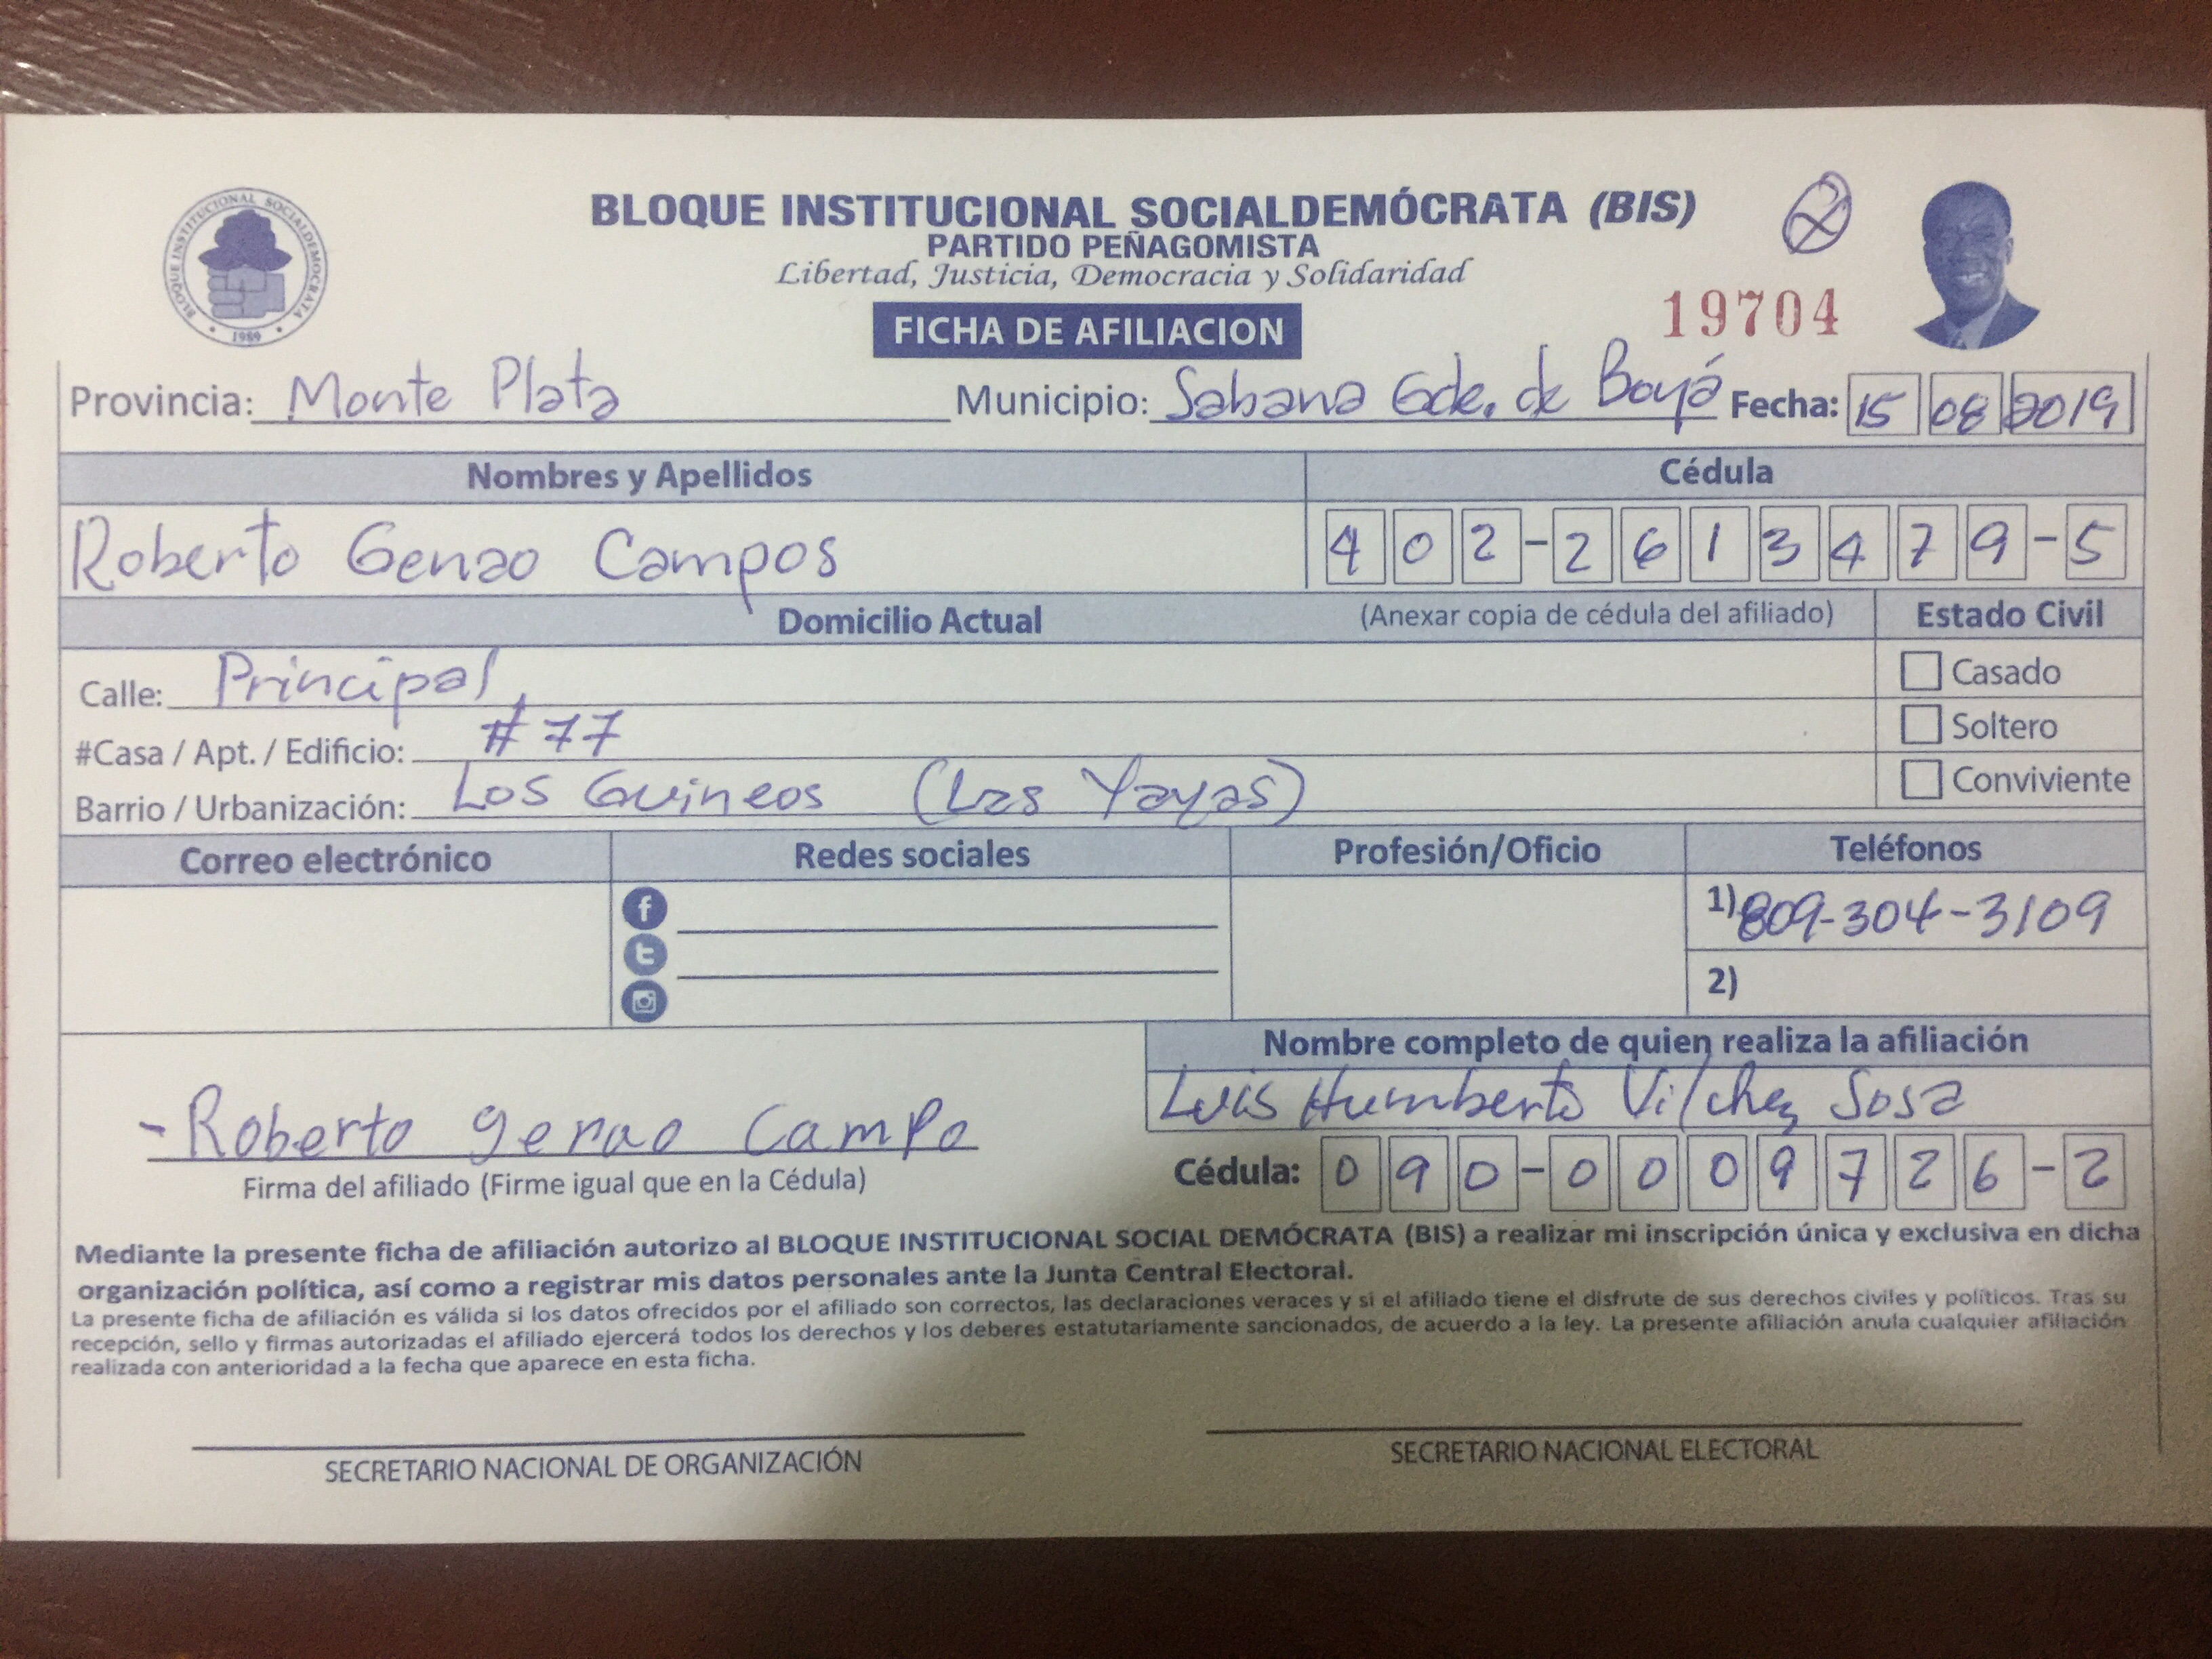 BLOQUE INSTITUCIONAL SOCIALDEMOCRATA
1989
BLOQUE INSTITUCIONAL SOCIALDEMÓCRATA (BIS)
PARTIDO PEÑAGOMISTA
Libertad, Justicia, Democracia y Solidaridad
FICHA DE AFILIACION
19704
Provincia: Monte Plata Municipio: Sabana Gde. de Boyá Fecha: 15 08 2019
Nombres y Apellidos Cédula
Roberto Genao Campos 402-2613479-5
Domicilio Actual (Anexar copia de cédula del afiliado) Estado Civil
Calle: Principal, Casado
#Casa / Apt. / Edificio: #77 Soltero
Barrio / Urbanización: Los Guineos (Las Yayas) Conviviente
Correo electrónico Redes sociales Profesión/Oficio Teléfonos
1) 809-304-3109
2)
Nombre completo de quien realiza la afiliación
Luis Humberto Vilchez Sosa
-Roberto genao Campo
Firma del afiliado (Firme igual que en la Cédula)
Cédula: 090-0009726-2
Mediante la presente ficha de afiliación autorizo al BLOQUE INSTITUCIONAL SOCIAL DEMÓCRATA (BIS) a realizar mi inscripción única y exclusiva en dicha
organización política, así como a registrar mis datos personales ante la Junta Central Electoral.
La presente ficha de afiliación es válida si los datos ofrecidos por el afiliado son correctos, las declaraciones veraces y si el afiliado tiene el disfrute de sus derechos civiles y políticos. Tras su
recepción, sello y firmas autorizadas el afiliado ejercerá todos los derechos y los deberes estatutariamente sancionados, de acuerdo a la ley. La presente afiliación anula cualquier afiliación
realizada con anterioridad a la fecha que aparece en esta ficha.
SECRETARIO NACIONAL DE ORGANIZACIÓN SECRETARIO NACIONAL ELECTORAL